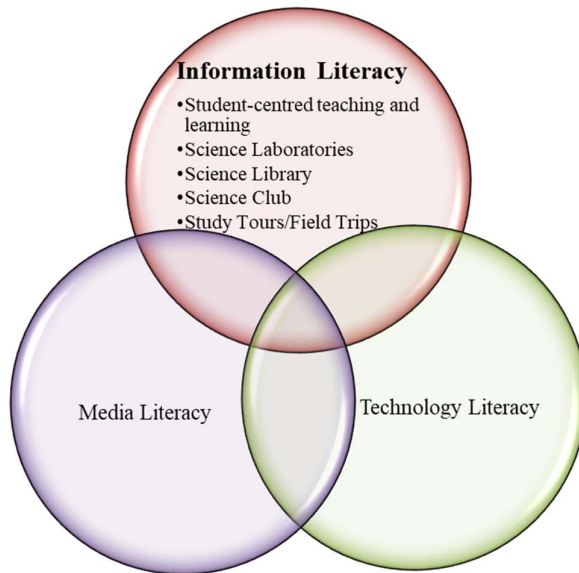 Information Literacy
•Student-centred teaching and
learning
•Science Laboratories
•Science Library
•Science Club
•Study Tours/Field Trips
Media Literacy
Technology Literacy